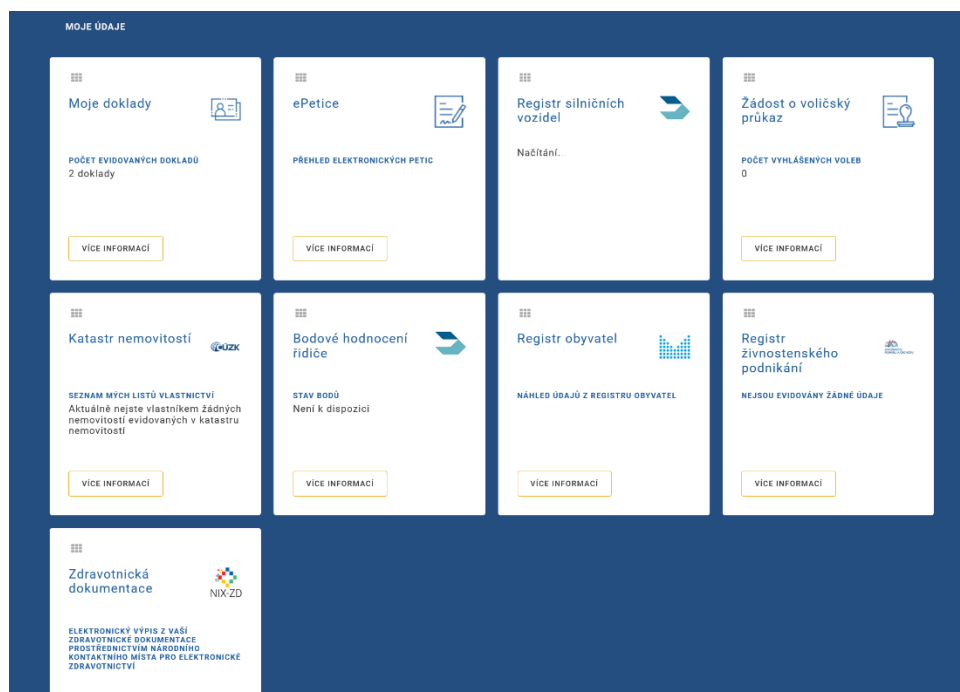 MOJE ÚDAJE
Moje doklady
POČET EVIDOVANÝCH DOKLADŮ
2 doklady
VÍCE INFORMACÍ
ePetice
PŘEHLED ELEKTRONICKÝCH PETIC
VÍCE INFORMACÍ
Registr silničních
vozidel
Načítání...
Žádost o voličský
průkaz
POČET VYHLÁŠENÝCH VOLEB
0
VÍCE INFORMACÍ
Katastr nemovitostí
ČÚZK
SEZNAM MÝCH LISTŮ VLASTNICTVÍ
Aktuálně nejste vlastníkem žádných
nemovitostí evidovaných v katastru
nemovitostí
VÍCE INFORMACÍ
Bodové hodnocení
řidiče
STAV BODŮ
Není k dispozici
VÍCE INFORMACÍ
Registr obyvatel
NÁHLED ÚDAJŮ Z REGISTRU OBYVATEL
VÍCE INFORMACÍ
Registr
živnostenského
podnikání
NEJSOU EVIDOVÁNY ŽÁDNÉ ÚDAJE
VÍCE INFORMACÍ
Zdravotnická
dokumentace
NIX-ZD
ELEKTRONICKÝ VÝPIS Z VAŠÍ
ZDRAVOTNICKÉ DOKUMENTACE
PROSTŘEDNICTVÍM NÁRODNÍHO
KONTAKTNÍHO MÍSTA PRO ELEKTRONICKÉ
ZDRAVOTNICTVÍ